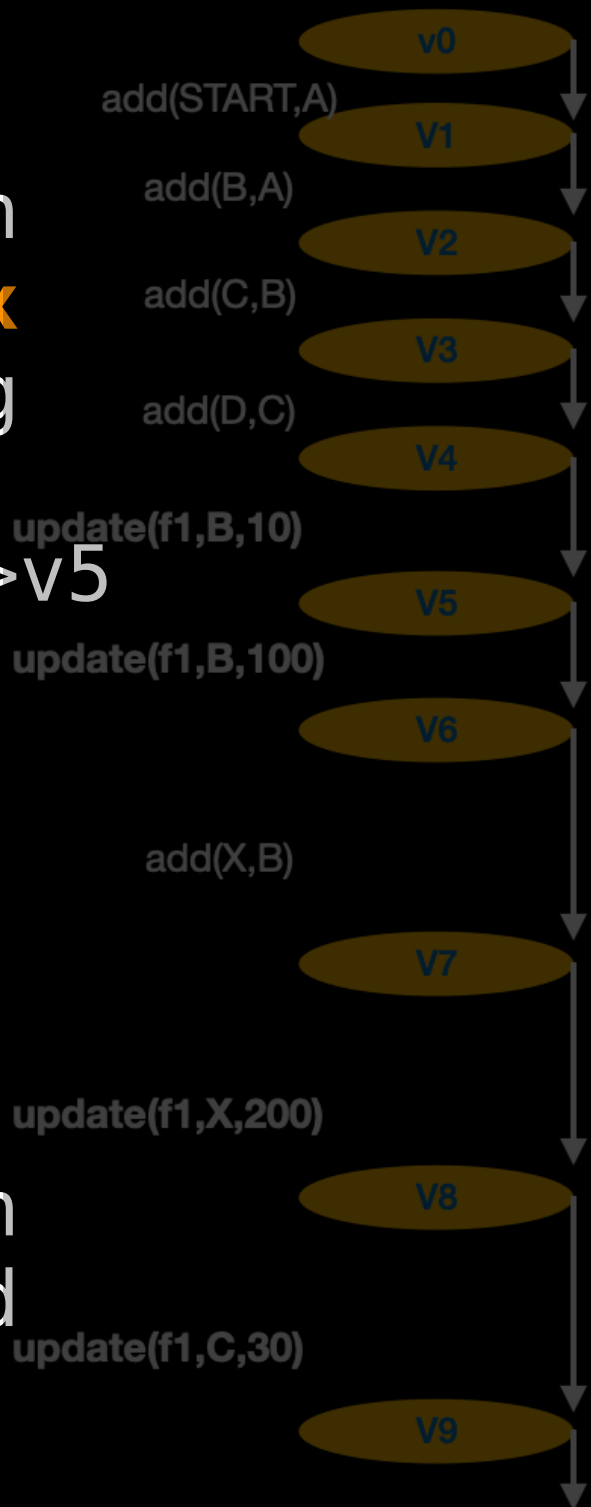 v0
add(START,A)
V1
add(B,A)
n
V2
add(C,B)
x
V3
g
add(D,C)
V4
update(f1,B,10)
>v5
V5
update(f1,B,100)
V6
add(X,B)
V7
update(f1,X,200)
V8
n
d
update(f1,C,30)
V9